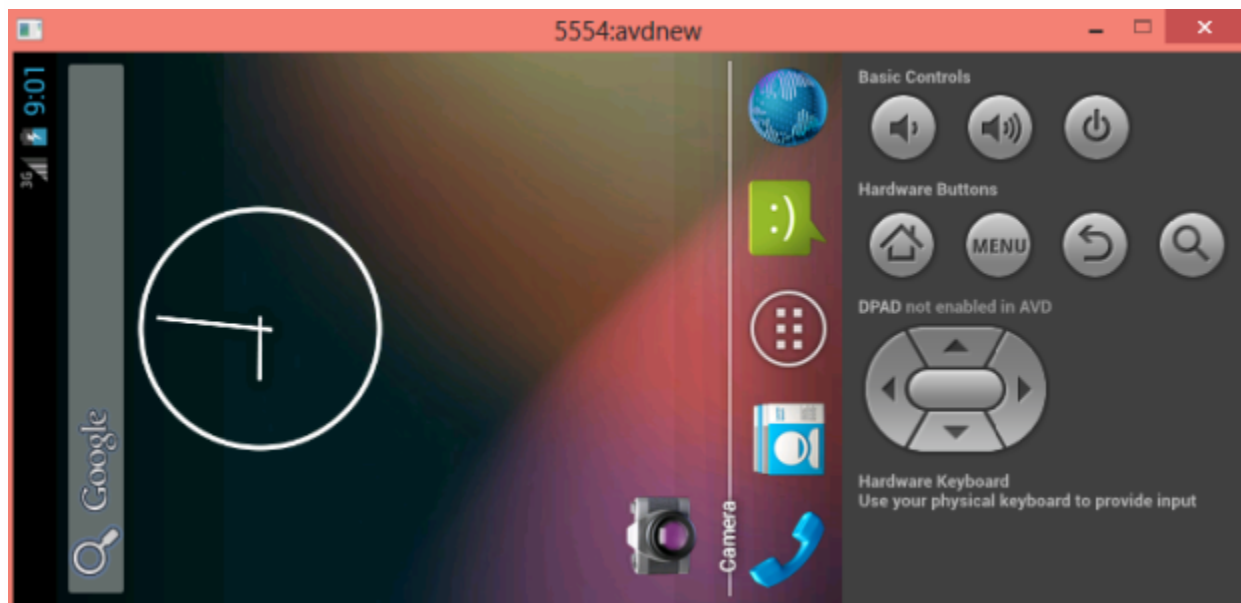 5554:avdnew
3G 9:01
Google
Camera
Basic Controls
Hardware Buttons
MENU
DPAD not enabled in AVD
Hardware Keyboard
Use your physical keyboard to provide input